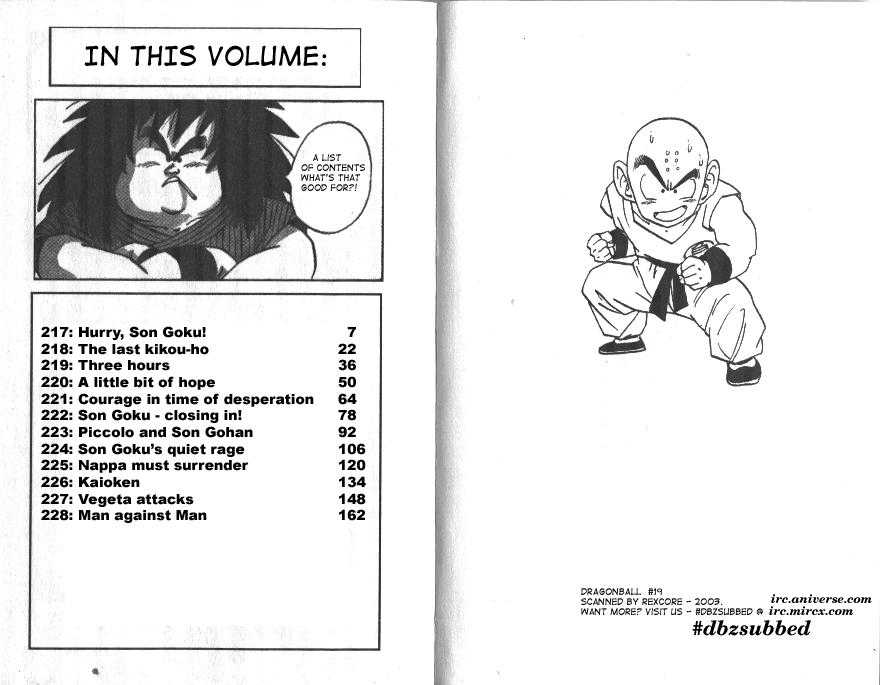 IN THIS VOLUME:
A LIST
OF CONTENTS
WHAT'S THAT
GOOD FOR?!
217: Hurry, Son Goku! 7
218: The last kikou-ho 22
219: Three hours 36
220: A little bit of hope 50
221: Courage in time of desperation 64
222: Son Goku - closing in! 78
223: Piccolo and Son Gohan 92
224: Son Goku's quiet rage 106
225: Nappa must surrender 120
226: Kaioken 134
227: Vegeta attacks 148
228: Man against Man 162
DRAGONBALL #19
SCANNED BY REXCORE - 2003. irc.aniverse.com
WANT MORE? VISIT US - #DBZSUBBED @ irc.mircx.com
#dbzsubbed